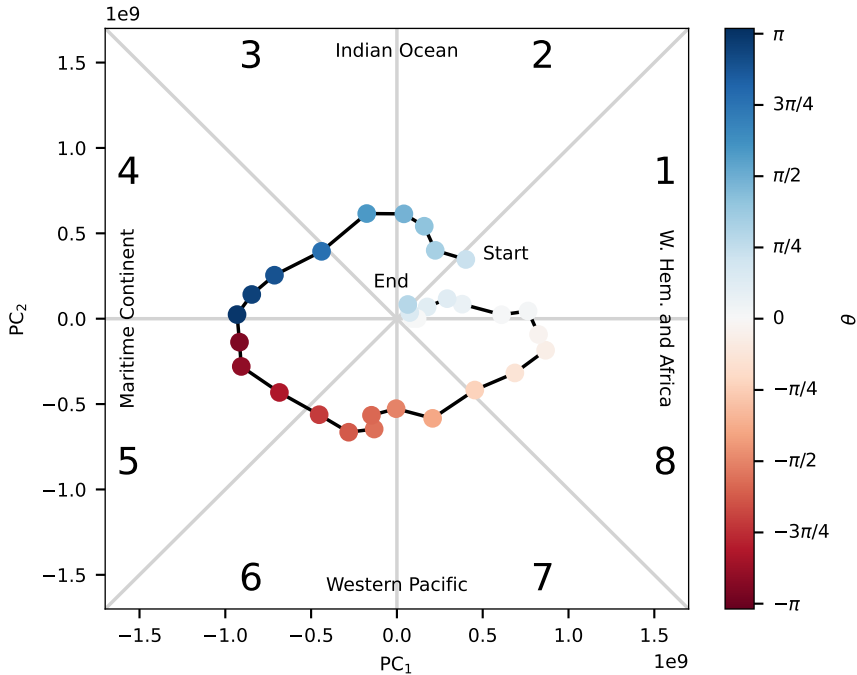 1e9
3
Indian Ocean
2
π
1.5
3π/4
1.0
4
1
π/2
0.5
Start
π/4
End
PC₂
0.0
Maritime Continent
W. Hem. and Africa
0
θ
−0.5
−π/4
5
8
−π/2
−1.0
−3π/4
6
Western Pacific
7
−1.5
−π
−1.5
−1.0
−0.5
0.0
0.5
1.0
1.5
PC₁
1e9